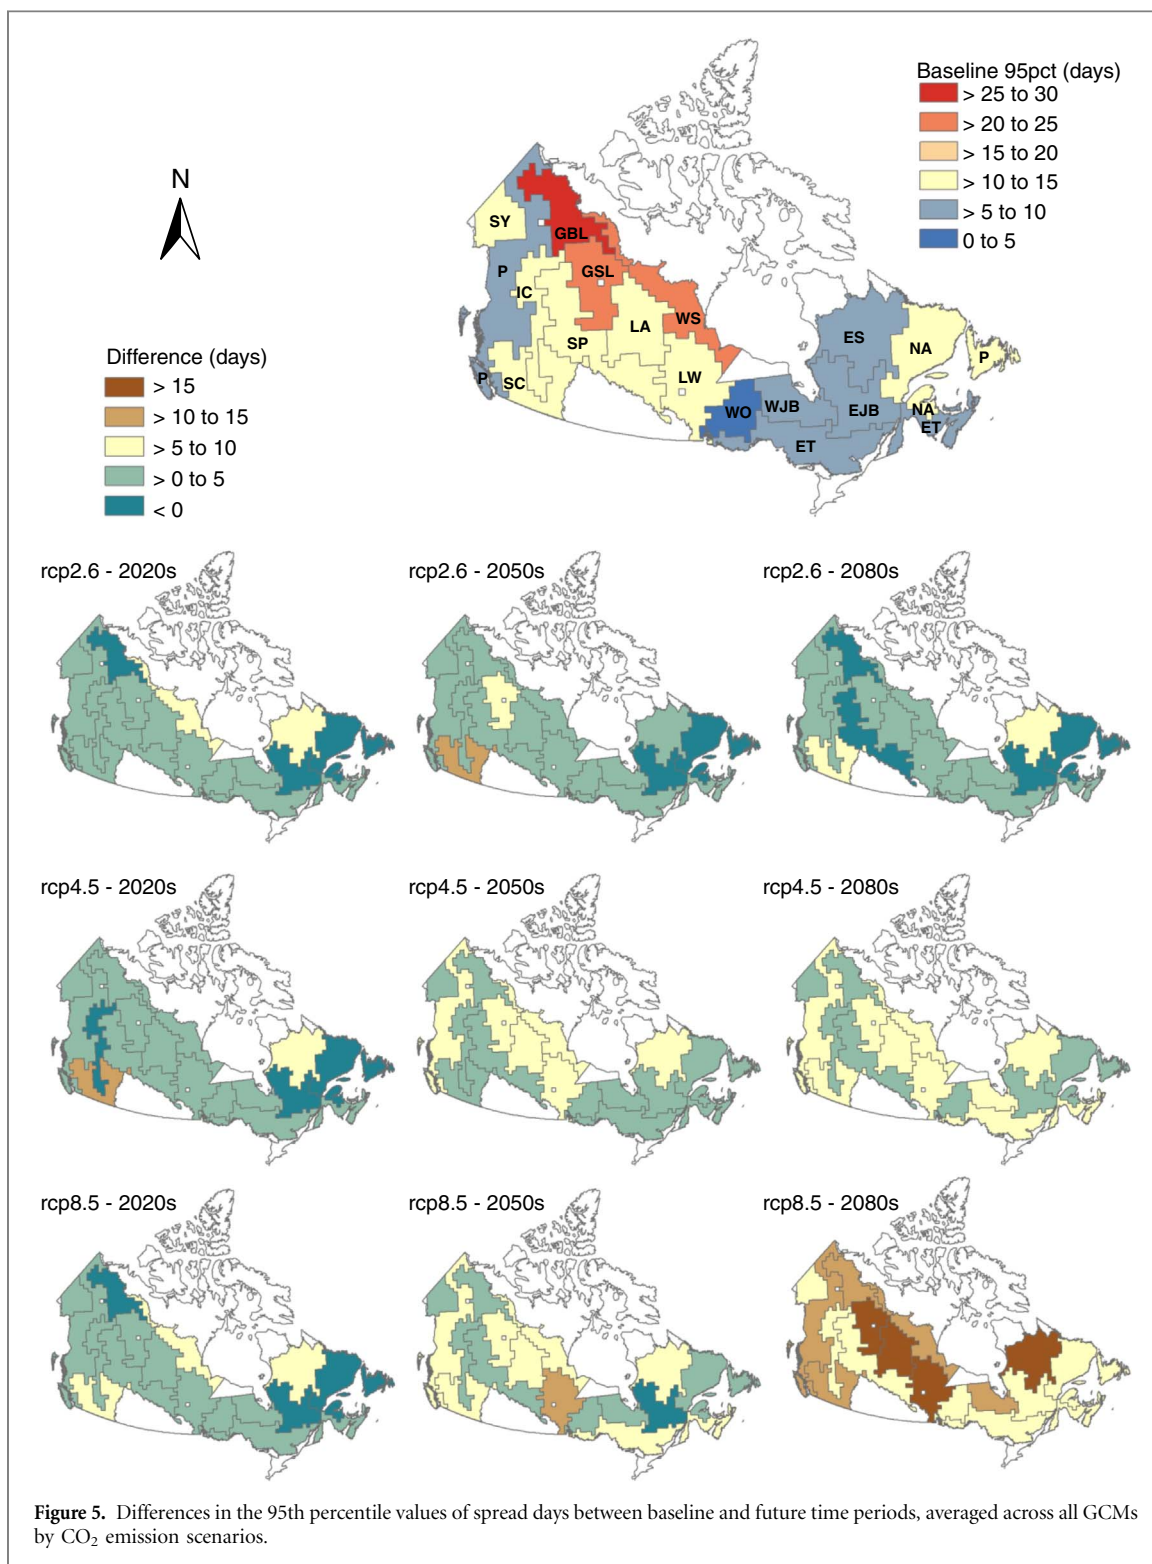 Baseline 95pct (days)
> 25 to 30
> 20 to 25
> 15 to 20
> 10 to 15
> 5 to 10
0 to 5
N
SY
GBL
P
IC
GSL
WS
LA
SP
ES
NA
P
P
SC
LW
WO
WJB
EJB
NA
ET
ET
Difference (days)
> 15
> 10 to 15
> 5 to 10
> 0 to 5
< 0
rcp2.6 - 2020s
rcp2.6 - 2050s
rcp2.6 - 2080s
rcp4.5 - 2020s
rcp4.5 - 2050s
rcp4.5 - 2080s
rcp8.5 - 2020s
rcp8.5 - 2050s
rcp8.5 - 2080s
Figure 5. Differences in the 95th percentile values of spread days between baseline and future time periods, averaged across all GCMs
by CO₂ emission scenarios.